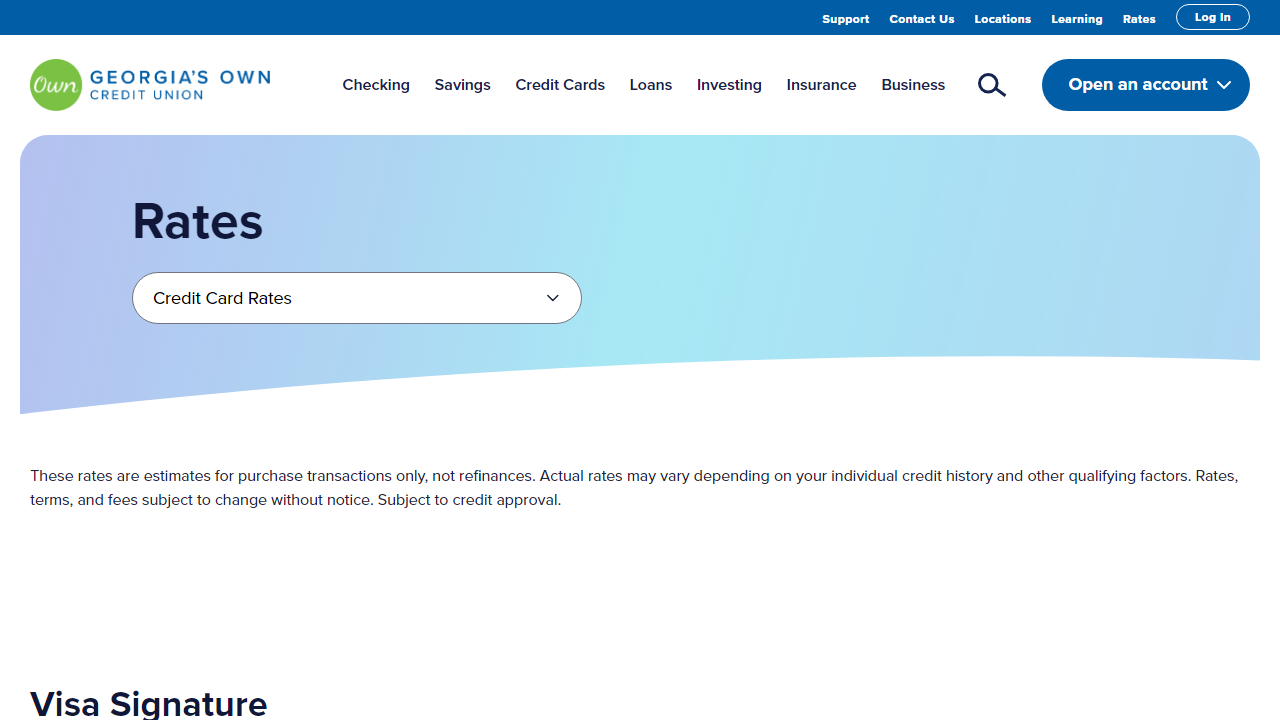 Support Contact Us Locations Learning Rates Log In
Own GEORGIA'S OWN
CREDIT UNION
Checking Savings Credit Cards Loans Investing Insurance Business
Open an account
Rates
Credit Card Rates
These rates are estimates for purchase transactions only, not refinances. Actual rates may vary depending on your individual credit history and other qualifying factors. Rates,
terms, and fees subject to change without notice. Subject to credit approval.
Visa Signature